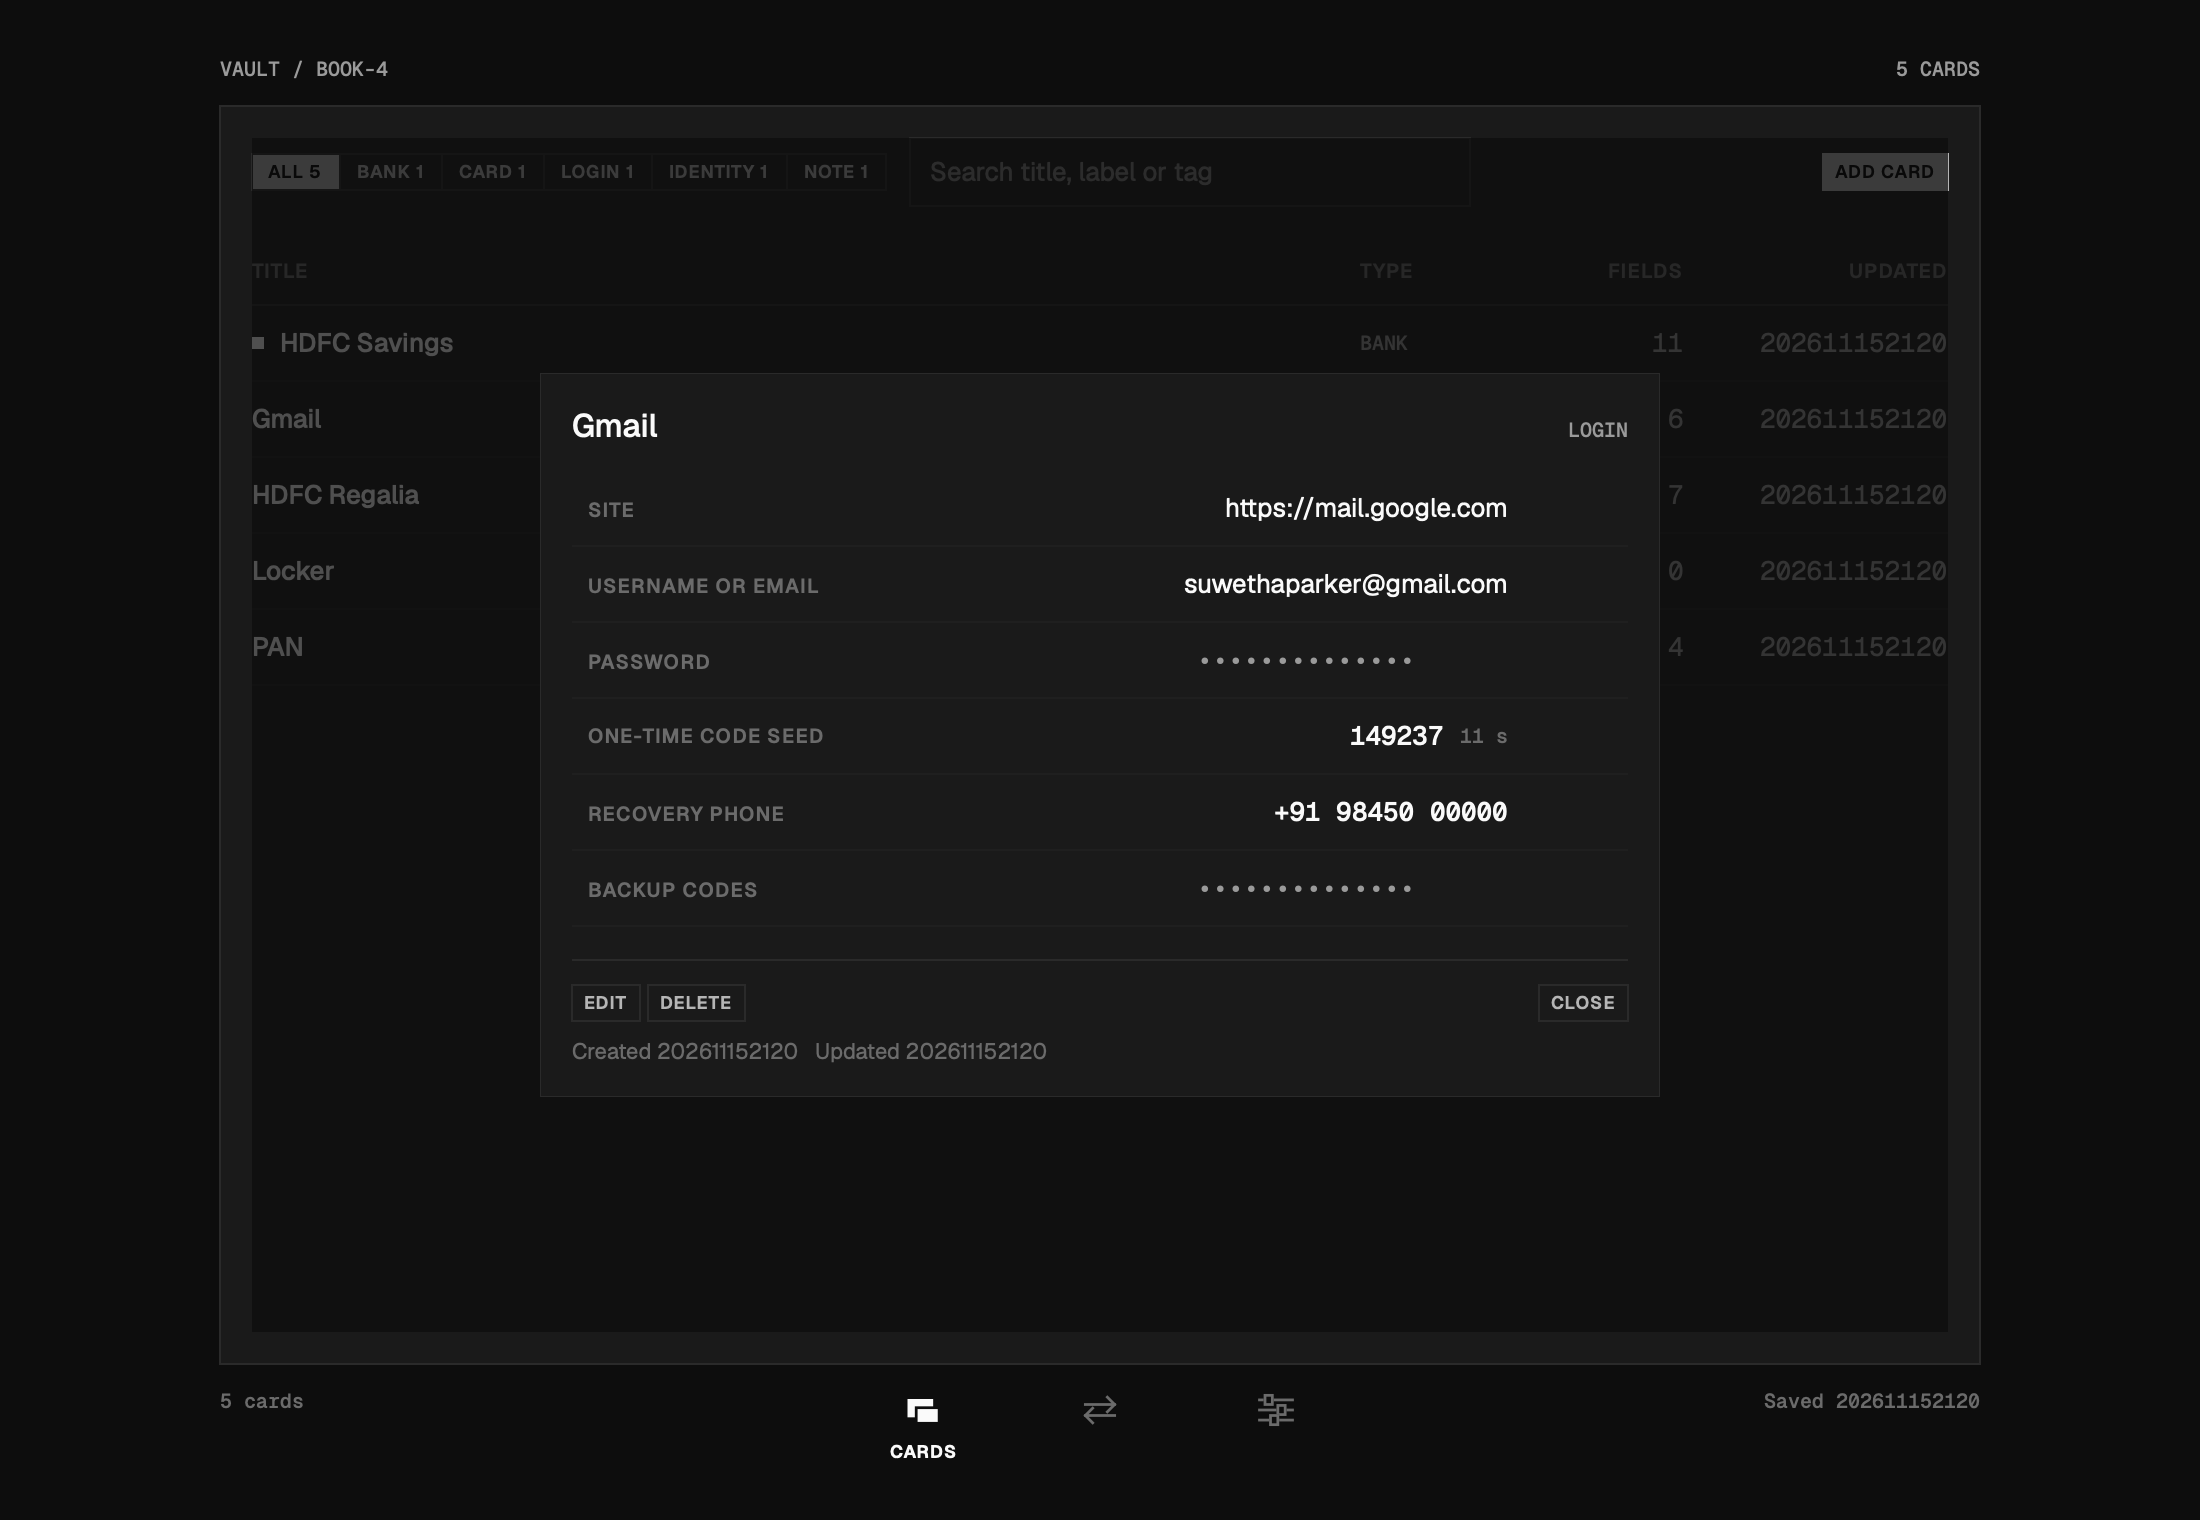 VAULT / BOOK-4
5 CARDS
ALL 5
BANK 1
CARD 1
LOGIN 1
IDENTITY 1
NOTE 1
Search title, label or tag
ADD CARD
TITLE TYPE FIELDS UPDATED
HDFC Savings BANK 11 202611152120
Gmail 6 202611152120
HDFC Regalia 7 202611152120
Locker 0 202611152120
PAN 4 202611152120
Gmail LOGIN
SITE https://mail.google.com
USERNAME OR EMAIL suwethaparker@gmail.com
PASSWORD ••••••••••••••
ONE-TIME CODE SEED 149237 11 s
RECOVERY PHONE +91 98450 00000
BACKUP CODES ••••••••••••••
EDIT DELETE CLOSE
Created 202611152120 Updated 202611152120
5 cards
CARDS
Saved 202611152120